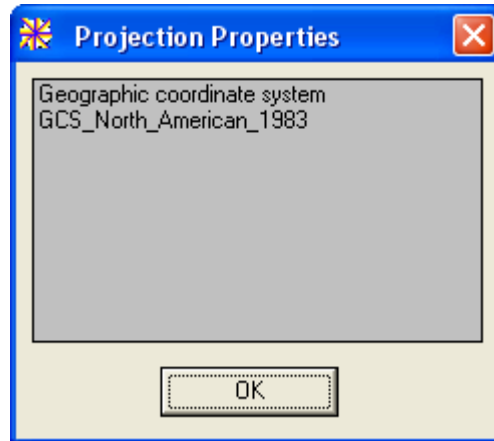 Projection Properties
Geographic coordinate system
GCS_North_American_1983
OK